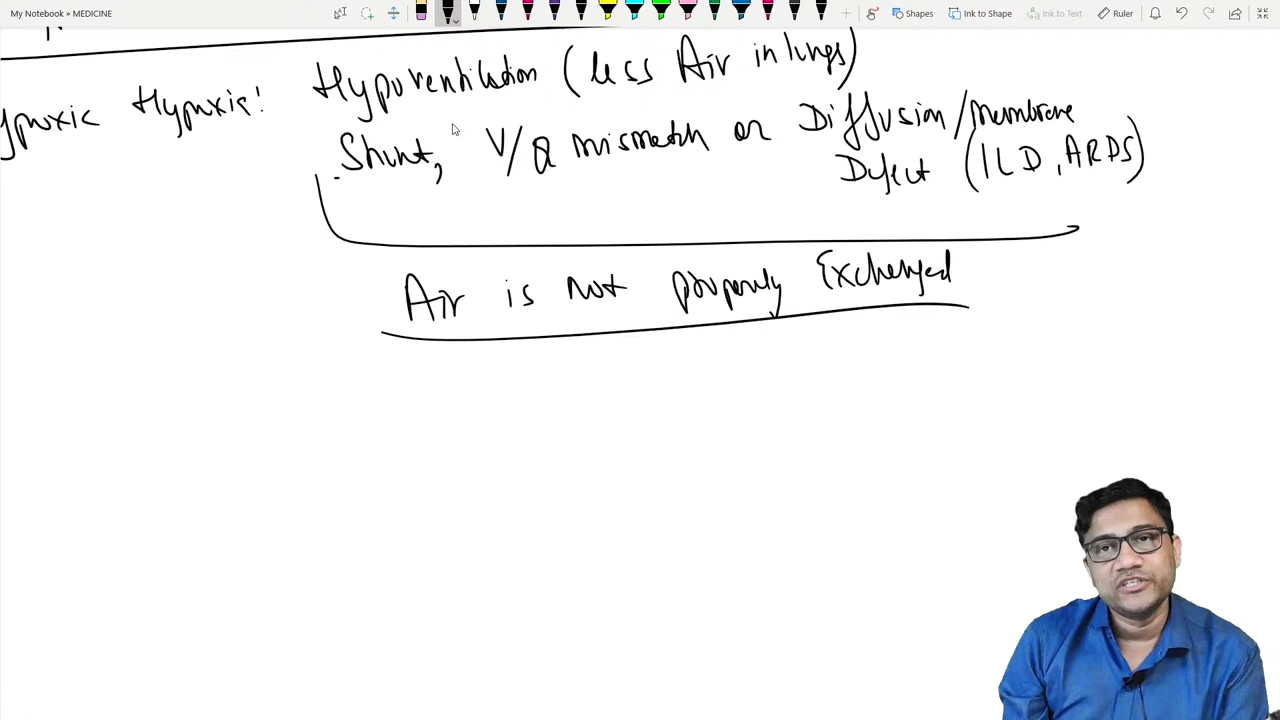 My Notebook » MEDICINE
Shapes Ink to Shape Ink to Text Ruler
Hypoventilation (less Air in lungs)
ypoxic Hypoxia:
Shunt, V/Q mismatch or Diffusion/membrane
Defect (ILD, ARDS)
Air is not properly Exchanged